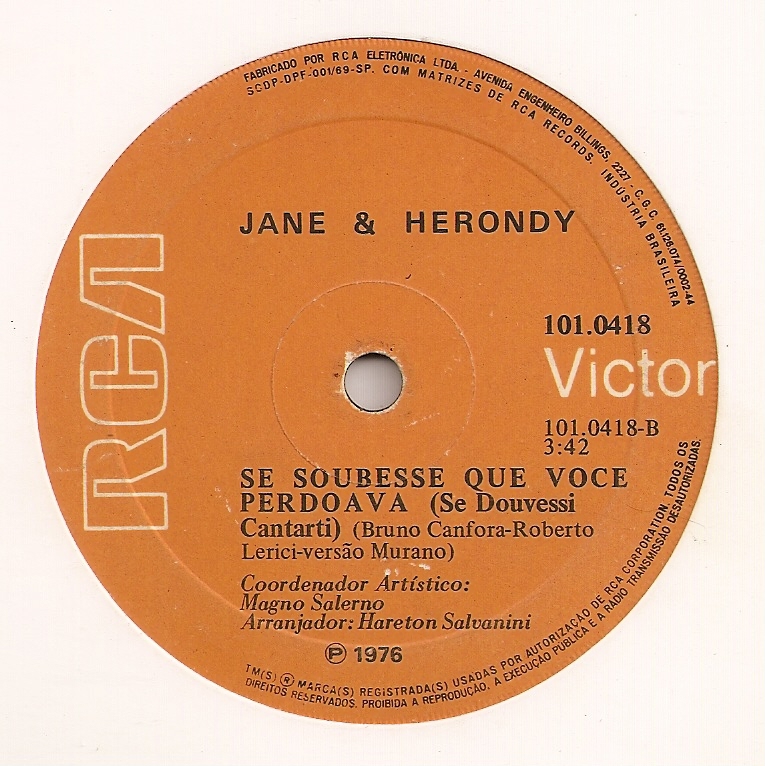 FABRICADO POR RCA ELETRÔNICA LTDA. - AVENIDA ENGENHEIRO BILLINGS, 2227 - C.G.C. 61.126.074/0002-44
SCDP-DPF-001/69-SP. COM MATRIZES DE RCA RECORDS. INDÚSTRIA BRASILEIRA
JANE & HERONDY
RCA
101.0418
Victor
101.0418-B
3:42
SE SOUBESSE QUE VOCE
PERDOAVA (Se Douvessi
Cantarti) (Bruno Canfora-Roberto
Lerici-versão Murano)
Coordenador Artístico:
Magno Salerno
Arranjador: Hareton Salvanini
Ⓟ 1976
TM(S) ® MARCA(S) REGISTRADA(S) USADAS POR AUTORIZAÇÃO DE RCA CORPORATION. TODOS OS
DIREITOS RESERVADOS. PROIBIDA A REPRODUÇÃO, A EXECUÇÃO PÚBLICA E A RÁDIO TRANSMISSÃO DESAUTORIZADAS.